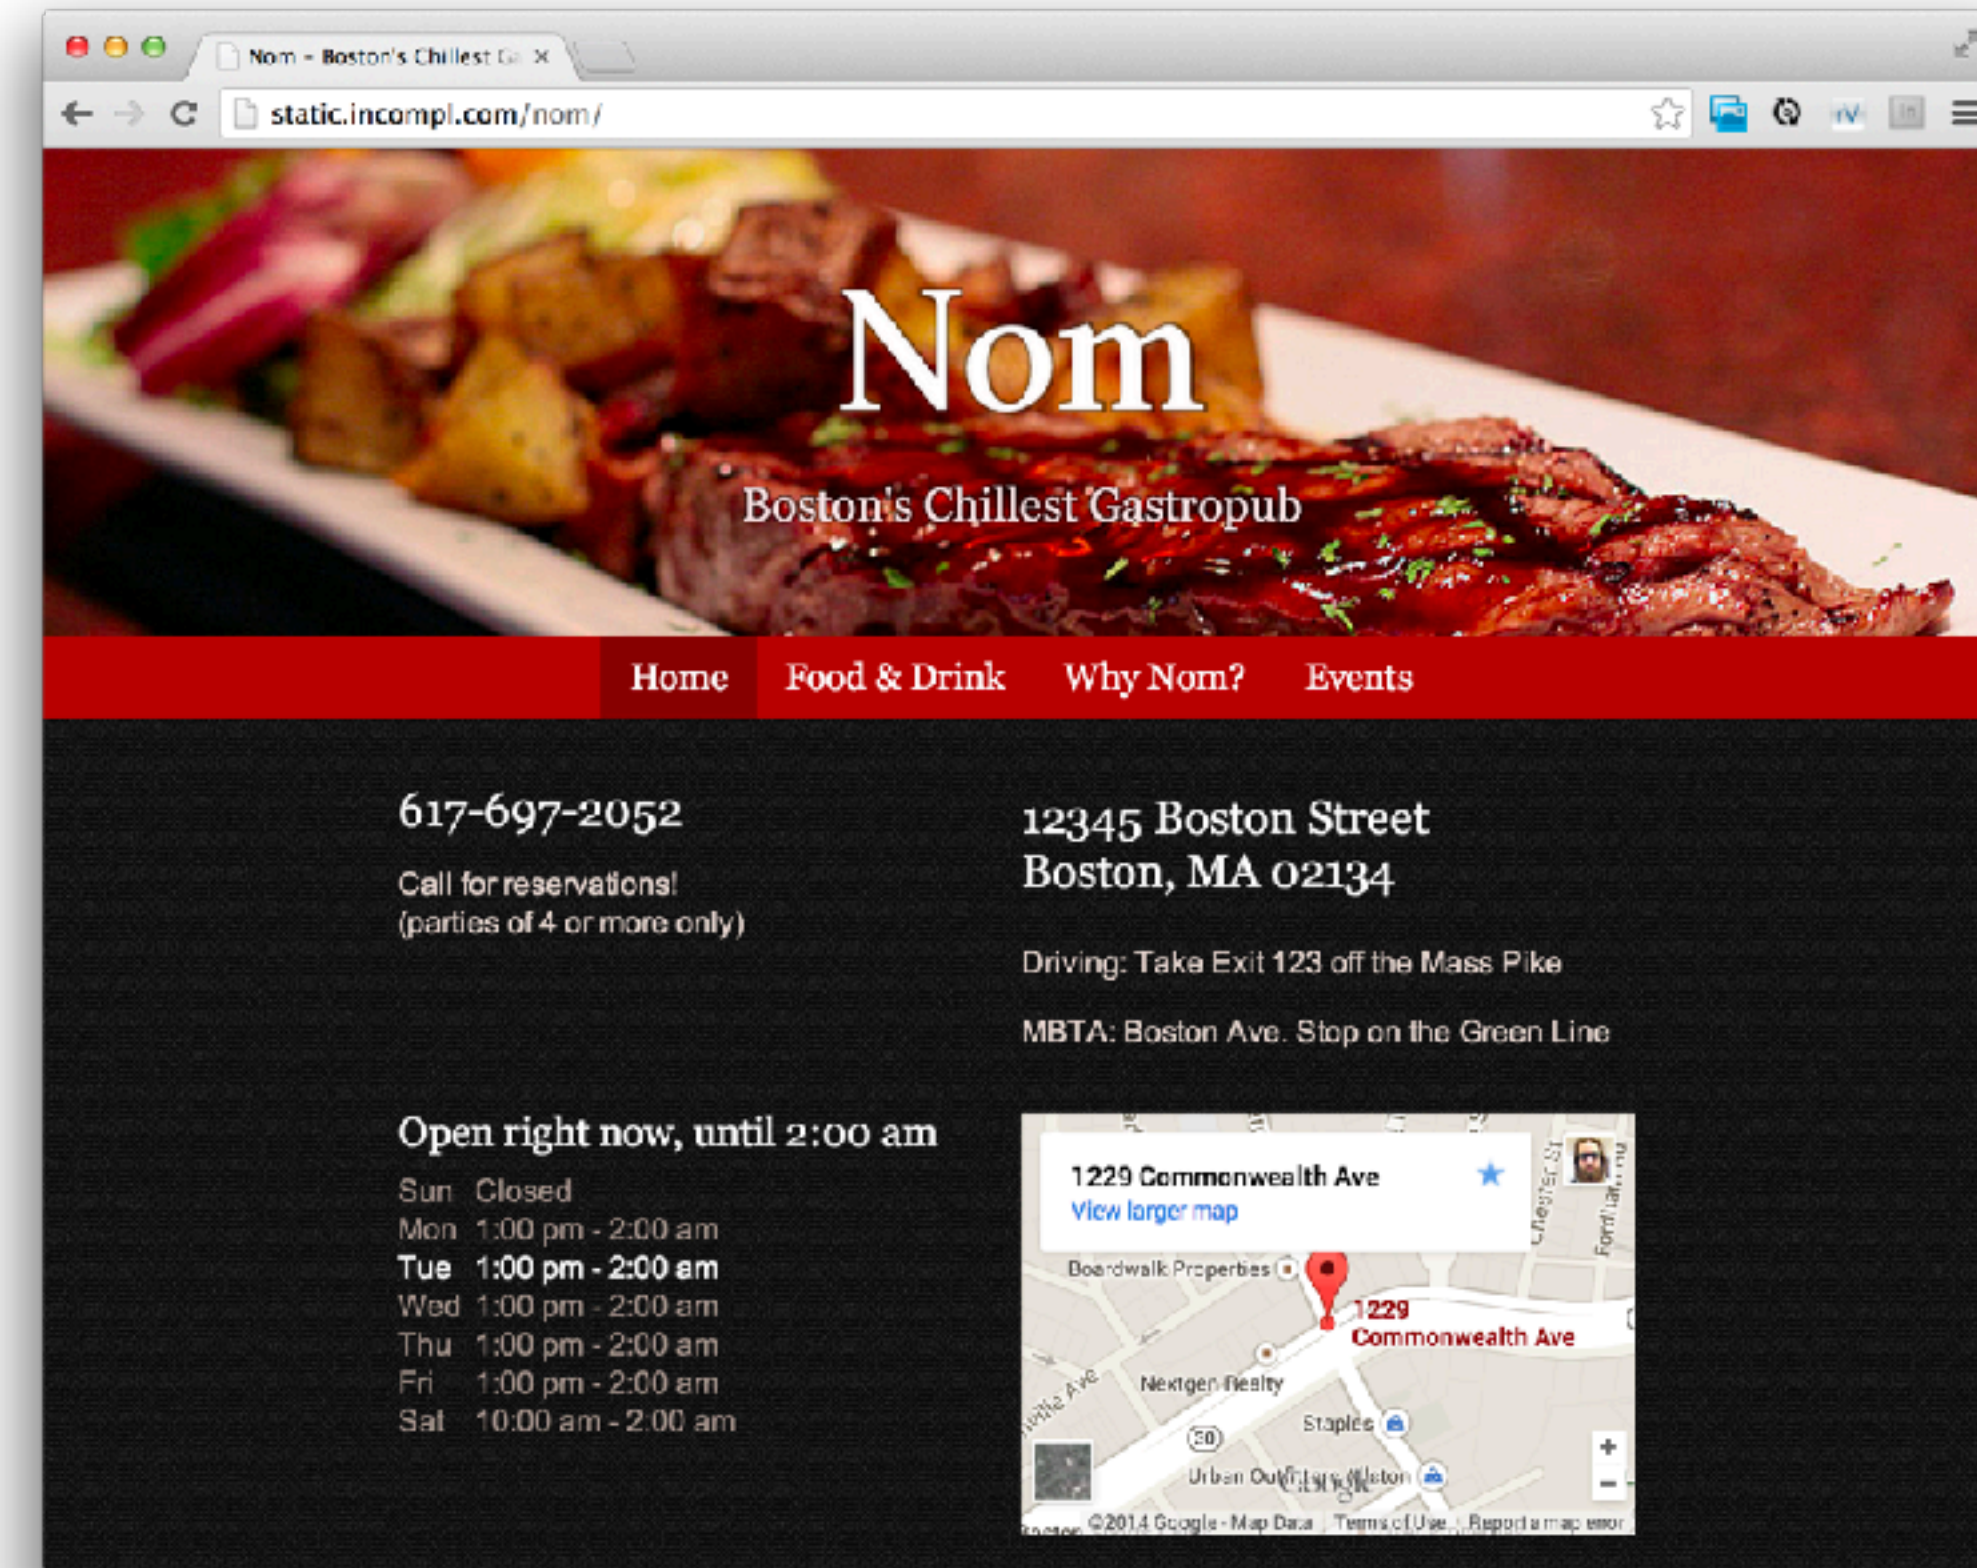 Nom - Boston's Chillest Ga
static.incompl.com/nom/
Nom
Boston's Chillest Gastropub
Home Food & Drink Why Nom? Events
617-697-2052
Call for reservations!
(parties of 4 or more only)
12345 Boston Street
Boston, MA 02134
Driving: Take Exit 123 off the Mass Pike
MBTA: Boston Ave. Stop on the Green Line
Open right now, until 2:00 am
Sun Closed
Mon 1:00 pm - 2:00 am
Tue 1:00 pm - 2:00 am
Wed 1:00 pm - 2:00 am
Thu 1:00 pm - 2:00 am
Fri 1:00 pm - 2:00 am
Sat 10:00 am - 2:00 am
1229 Commonwealth Ave
View larger map
Chester St
Boardwalk Properties
1229
Commonwealth Ave
Nextgen Realty
Ave
Staples
30
Urban Outfitters Allston
©2014 Google - Map Data Terms of Use Report a map error